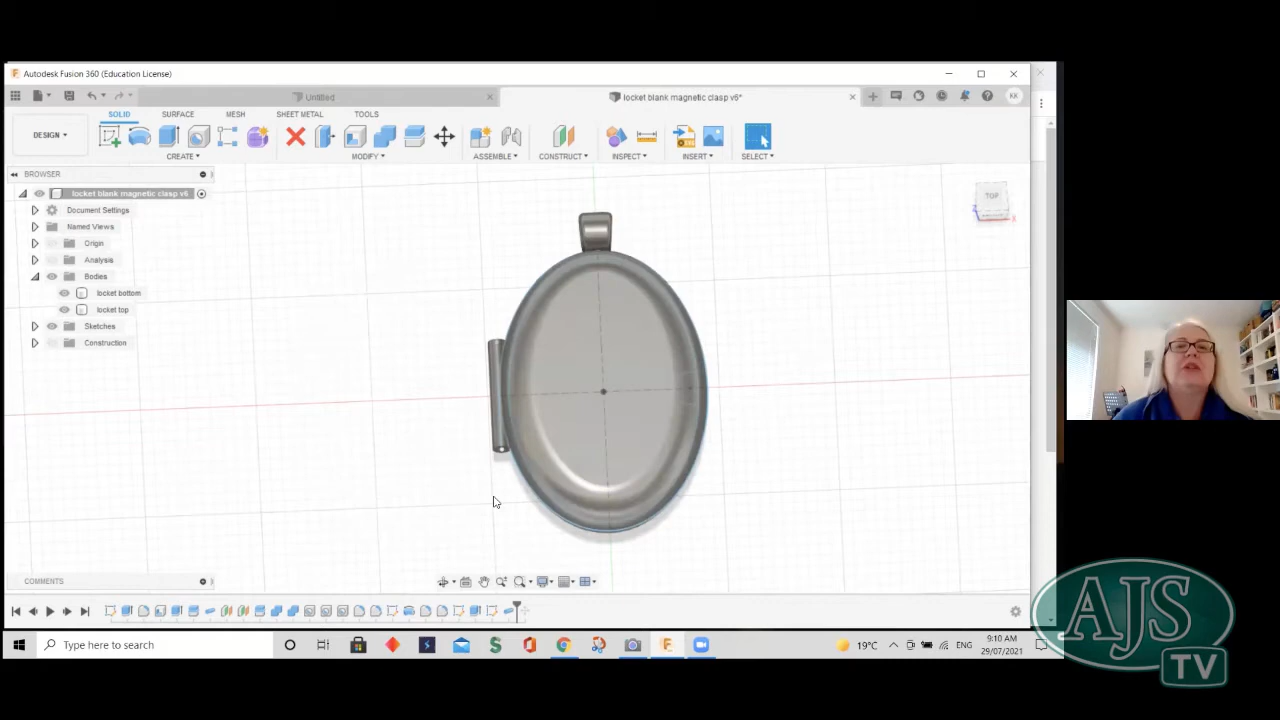 Autodesk Fusion 360 (Education License)
Untitled
locket blank magnetic clasp v6*
KK
DESIGN
SOLID
SURFACE
MESH
SHEET METAL
TOOLS
CREATE
MODIFY
ASSEMBLE
CONSTRUCT
INSPECT
INSERT
SELECT
BROWSER
locket blank magnetic clasp v6
Document Settings
Named Views
Origin
Analysis
Bodies
locket bottom
locket top
Sketches
Construction
TOP
Z
X
COMMENTS
Type here to search
19°C
ENG
9:10 AM
29/07/2021
AJS
TV